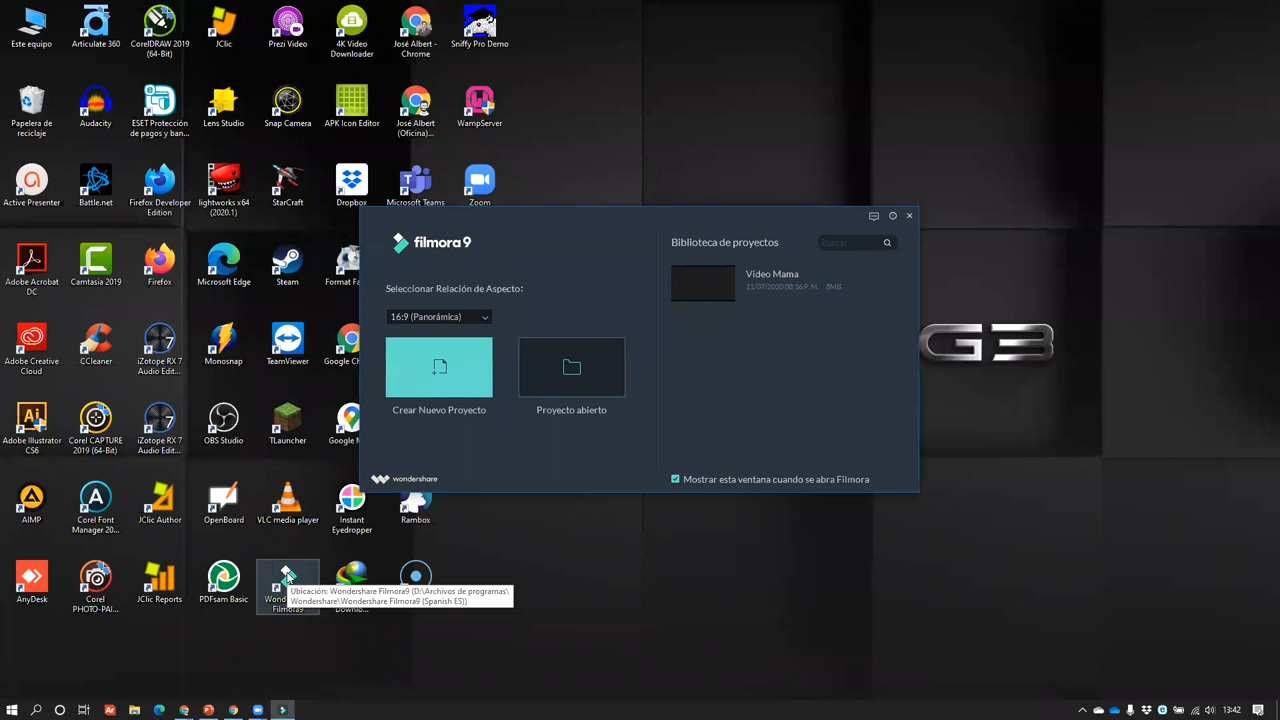 Este equipo
Articulate 360
CorelDRAW 2019
(64-Bit)
JClic
Prezi Video
4K Video
Downloader
José Albert -
Chrome
Sniffy Pro Demo
Papelera de
reciclaje
Audacity
ESET Protección
de pagos y ban...
Lens Studio
Snap Camera
APK Icon Editor
José Albert
(Oficina)...
WampServer
Active Presenter
Battle.net
Firefox Developer
Edition
lightworks x64
(2020.1)
StarCraft
Dropbox
Microsoft Teams
Zoom
Adobe Acrobat
DC
Camtasia 2019
Firefox
Microsoft Edge
Steam
Format Fa
Adobe Creative
Cloud
CCleaner
iZotope RX 7
Audio Edit...
Monosnap
TeamViewer
Google Ch
Adobe Illustrator
CS6
Corel CAPTURE
2019 (64-Bit)
iZotope RX 7
Audio Edit...
OBS Studio
TLauncher
Google M
AIMP
Corel Font
Manager 20...
JClic Author
OpenBoard
VLC media player
Instant
Eyedropper
Rambox
AnyDesk
Corel
PHOTO-PAI...
JClic Reports
PDFsam Basic
Filmora9
filmora9
Seleccionar Relación de Aspecto:
16:9 (Panorámica)
Crear Nuevo Proyecto
Proyecto abierto
wondershare
Biblioteca de proyectos
Buscar
Video Mama
11/07/2020 08:16 P.M. 8MB
Mostrar esta ventana cuando se abra Filmora
Ubicación: Wondershare Filmora9 (D:\Archivos de programas\
Wondershare\Wondershare Filmora9 (Spanish ES))
G3
13:42